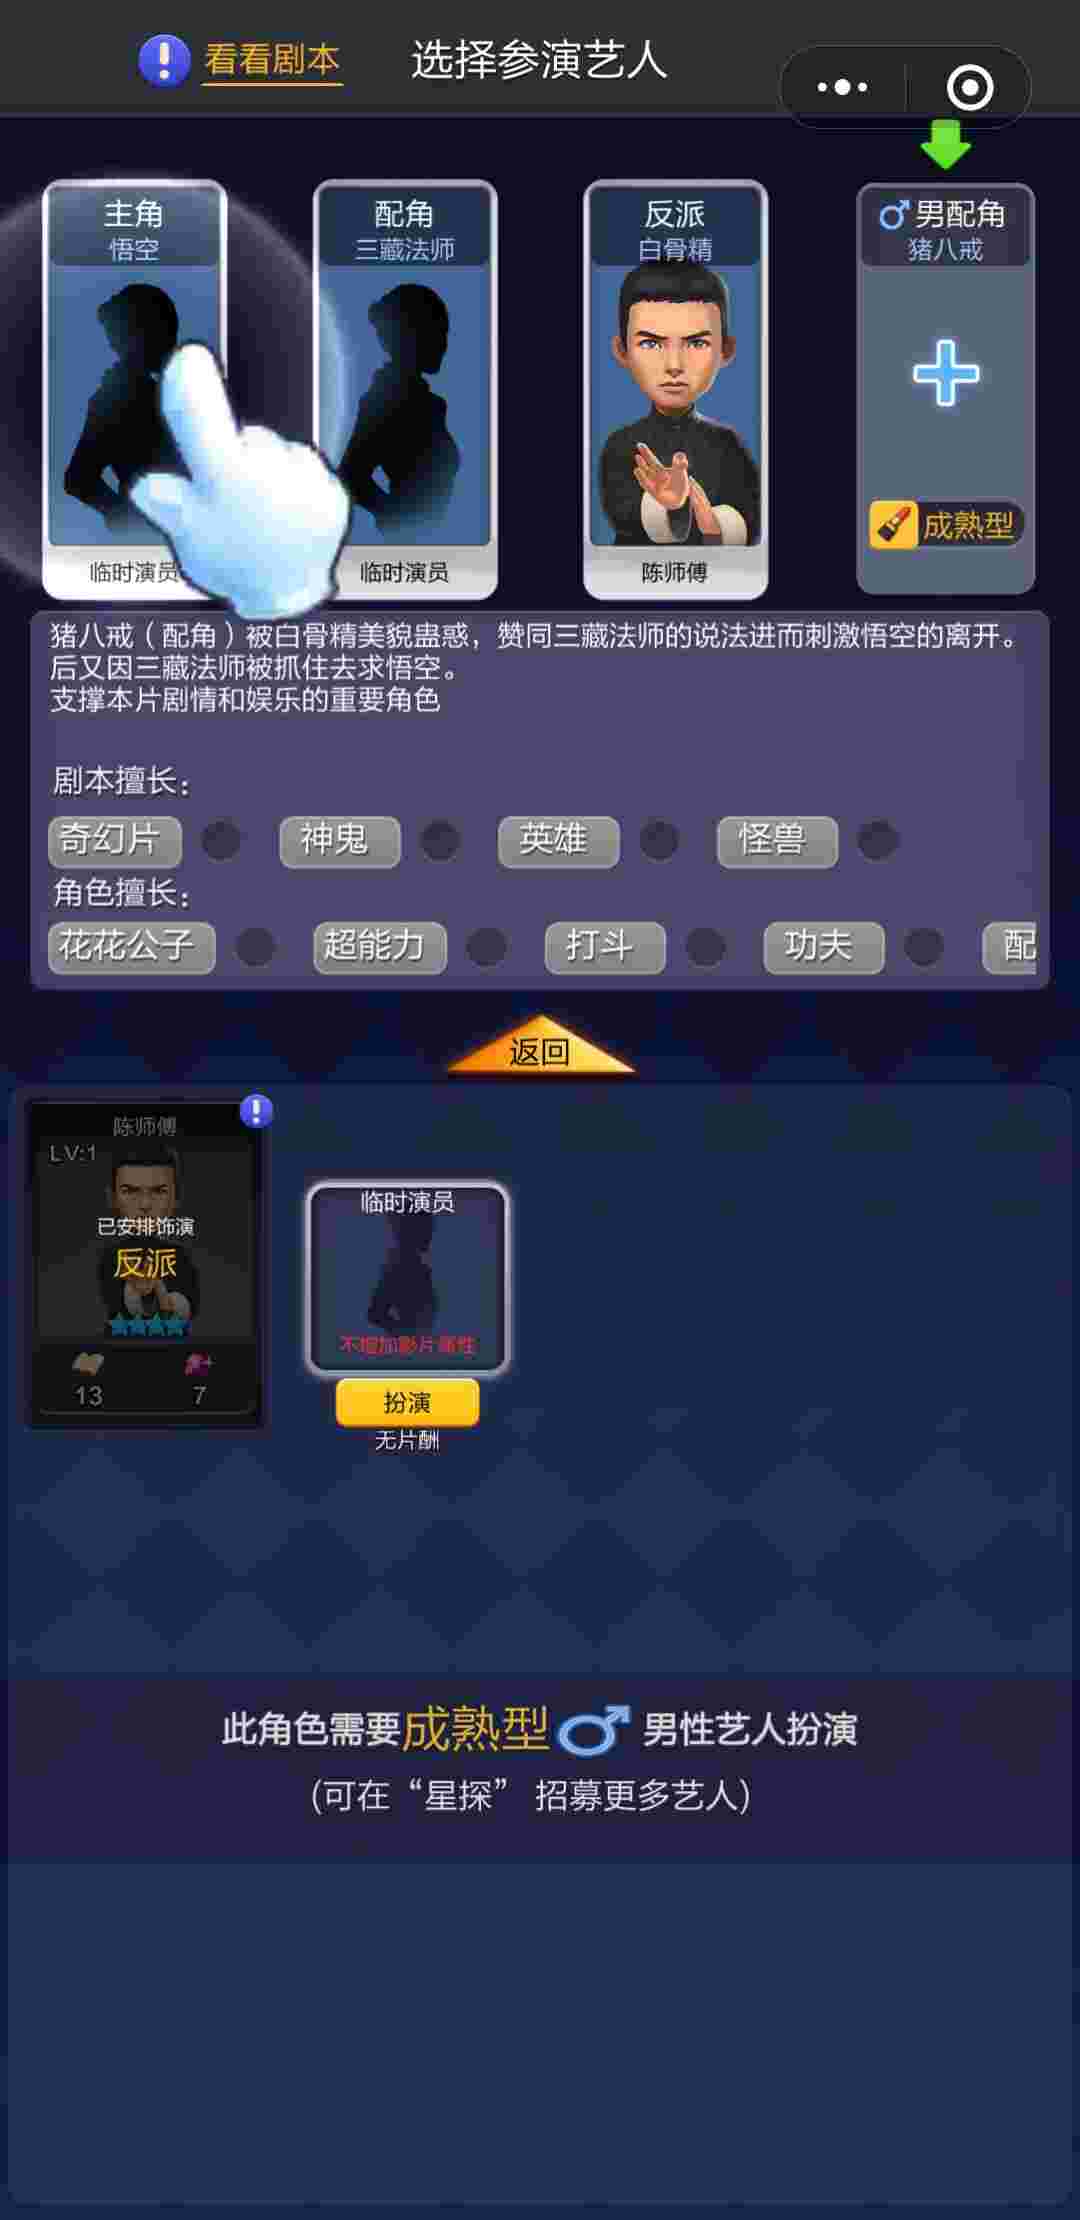 看看剧本
选择参演艺人
主角
悟空
临时演员
配角
三藏法师
临时演员
反派
白骨精
陈师傅
男配角
猪八戒
成熟型
猪八戒（配角）被白骨精美貌蛊惑，赞同三藏法师的说法进而刺激悟空的离开。
后又因三藏法师被抓住去求悟空。
支撑本片剧情和娱乐的重要角色
剧本擅长：
奇幻片 神鬼 英雄 怪兽
角色擅长：
花花公子 超能力 打斗 功夫 配
返回
陈师傅
LV:1
已安排饰演
反派
13 7
临时演员
不增加影片属性
扮演
无片酬
此角色需要成熟型男性艺人扮演
(可在“星探” 招募更多艺人)